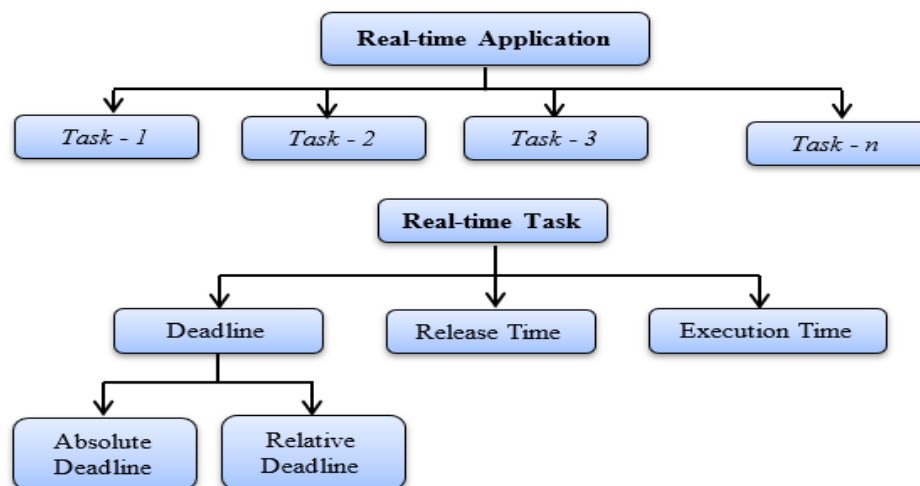 Real-time Application
Task - 1
Task - 2
Task - 3
Task - n
Real-time Task
Deadline
Release Time
Execution Time
Absolute
Deadline
Relative
Deadline